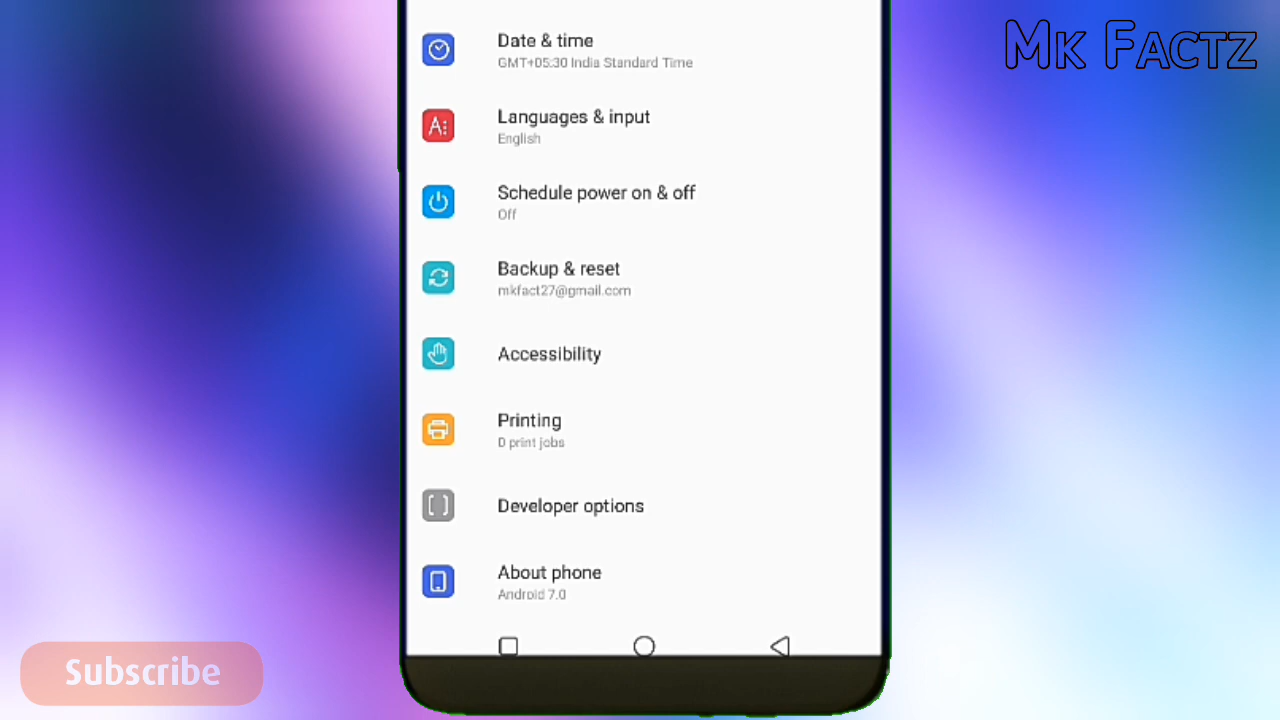 Mk Factz
Date & time
GMT+05:30 India Standard Time
Languages & input
English
Schedule power on & off
Off
Backup & reset
mkfact27@gmail.com
Accessibility
Printing
0 print jobs
Developer options
About phone
Android 7.0
Subscribe